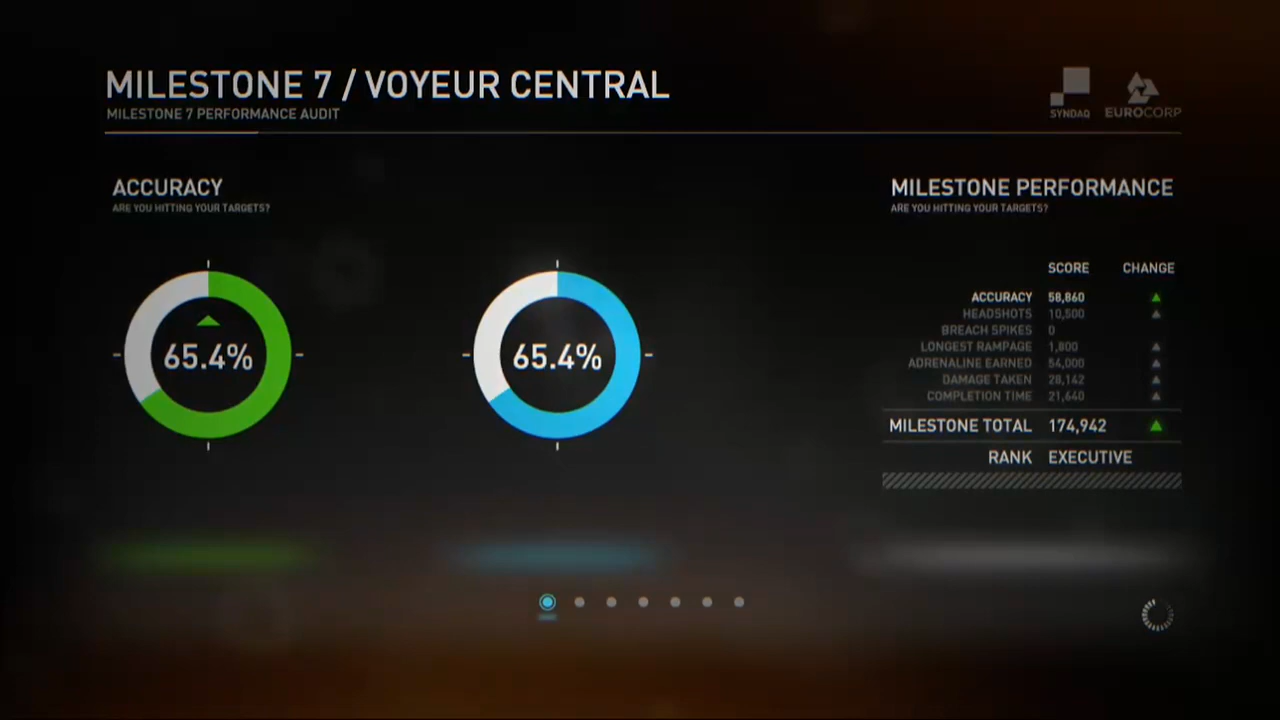 MILESTONE 7 / VOYEUR CENTRAL
MILESTONE 7 PERFORMANCE AUDIT
SYNDAQ
EUROCORP
ACCURACY
ARE YOU HITTING YOUR TARGETS?
65.4%
65.4%
MILESTONE PERFORMANCE
ARE YOU HITTING YOUR TARGETS?
SCORE CHANGE
ACCURACY 58,860
HEADSHOTS 10,500
BREACH SPIKES 0
LONGEST RAMPAGE 1,800
ADRENALINE EARNED 54,000
DAMAGE TAKEN 28,142
COMPLETION TIME 21,640
MILESTONE TOTAL 174,942
RANK EXECUTIVE